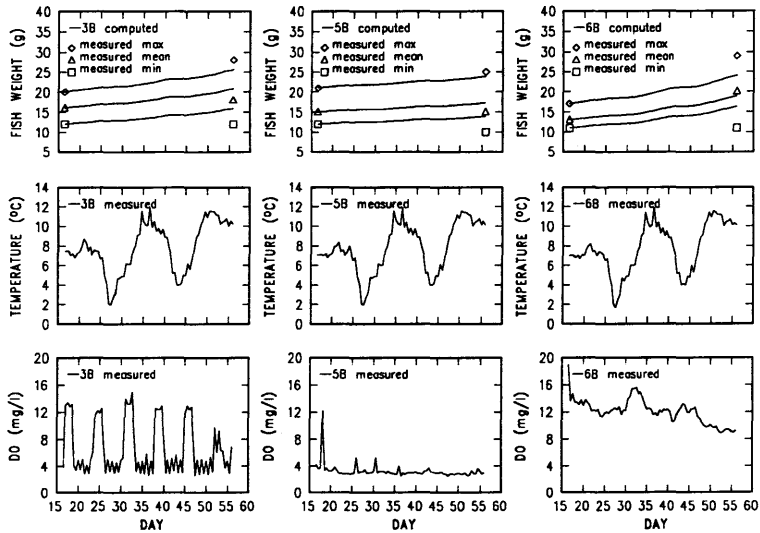 FISH WEIGHT (g)
40
35
30
25
20
15
10
5
3B computed
measured max
measured mean
measured min
FISH WEIGHT (g)
40
35
30
25
20
15
10
5
5B computed
measured max
measured mean
measured min
FISH WEIGHT (g)
40
35
30
25
20
15
10
5
6B computed
measured max
measured mean
measured min
TEMPERATURE (ºC)
14
12
10
8
6
4
2
0
3B measured
TEMPERATURE (ºC)
14
12
10
8
6
4
2
0
5B measured
TEMPERATURE (ºC)
14
12
10
8
6
4
2
0
6B measured
DO (mg/l)
20
16
12
8
4
0
3B measured
15 20 25 30 35 40 45 50 55 60
DAY
DO (mg/l)
20
16
12
8
4
0
5B measured
15 20 25 30 35 40 45 50 55 60
DAY
DO (mg/l)
20
16
12
8
4
0
6B measured
15 20 25 30 35 40 45 50 55 60
DAY